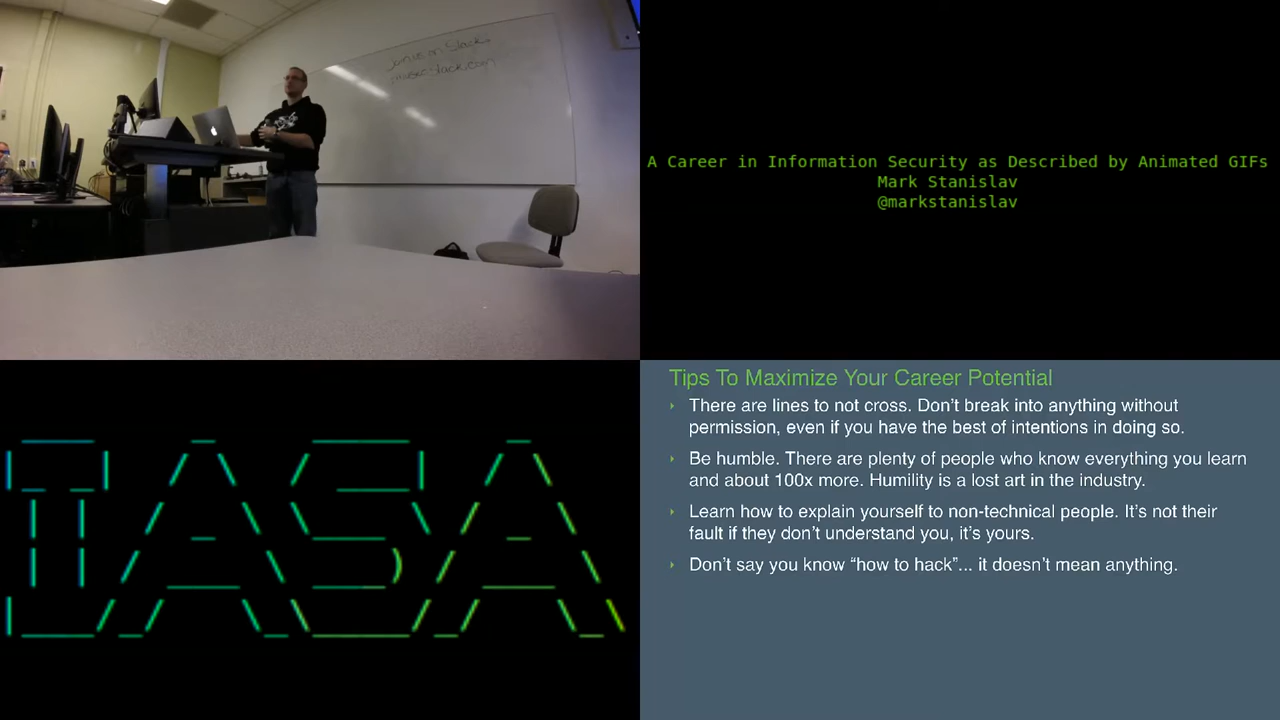 Join us on Slack:
A Career in Information Security as Described by Animated GIFs
Mark Stanislav
@markstanislav
IASA
Tips To Maximize Your Career Potential
There are lines to not cross. Don't break into anything without
permission, even if you have the best of intentions in doing so.
Be humble. There are plenty of people who know everything you learn
and about 100x more. Humility is a lost art in the industry.
Learn how to explain yourself to non-technical people. It's not their
fault if they don't understand you, it's yours.
Don't say you know “how to hack”... it doesn't mean anything.